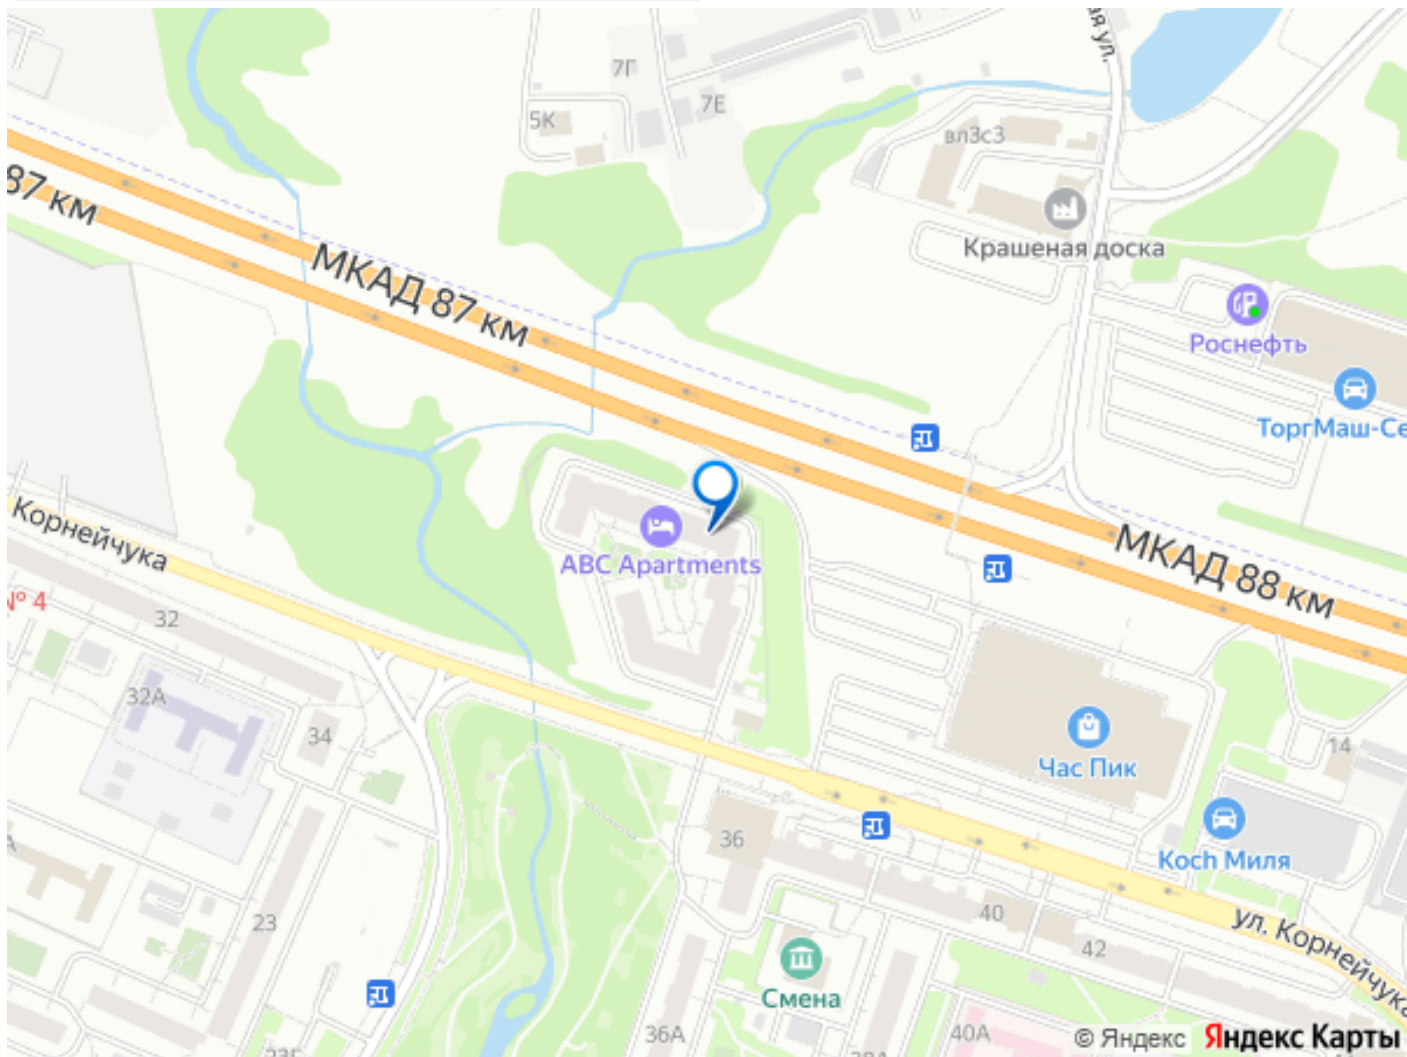 ая ул.
7Г
7Е
5К
вл3с3
87 км
МКАД 87 км
Крашеная доска
Роснефть
ТоргМаш-Се
Корнейчука
№ 4
ABC Apartments
МКАД 88 км
32
32А
34
Час Пик
14
36
Koch Миля
23
40
ул. Корнейчука
42
Смена
36А
40А
© Яндекс Яндекс Карты